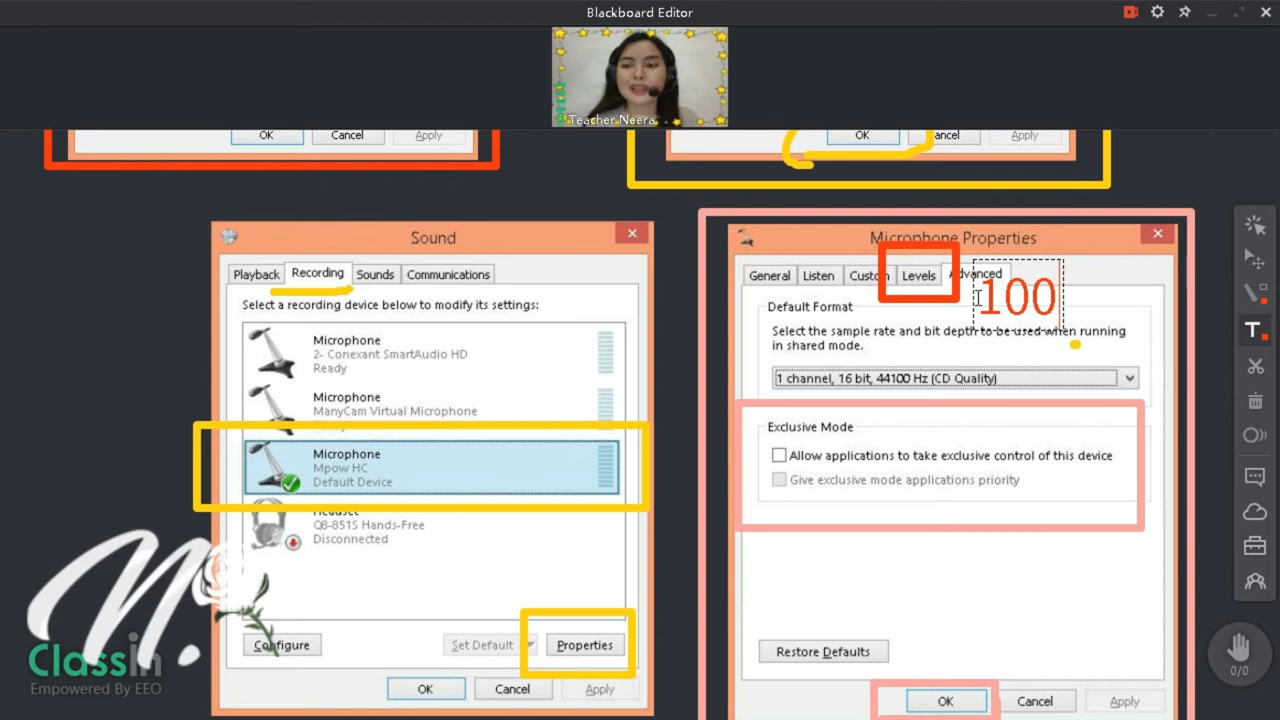 Blackboard Editor
Teacher Neera
OK Cancel Apply
OK ancel Apply
Sound
Playback Recording Sounds Communications
Select a recording device below to modify its settings:
Microphone
2- Conexant SmartAudio HD
Ready
Microphone
ManyCam Virtual Microphone
Microphone
Mpow HC
Default Device
Headset
Q8-851S Hands-Free
Disconnected
Configure Set Default Properties
OK Cancel Apply
Microphone Properties
General Listen Custom Levels Advanced
100
Default Format
Select the sample rate and bit depth to be used when running
in shared mode.
1 channel, 16 bit, 44100 Hz (CD Quality)
Exclusive Mode
Allow applications to take exclusive control of this device
Give exclusive mode applications priority
Restore Defaults
OK Cancel Apply
T
0/0
n.
ClassIn
Empowered By EEO